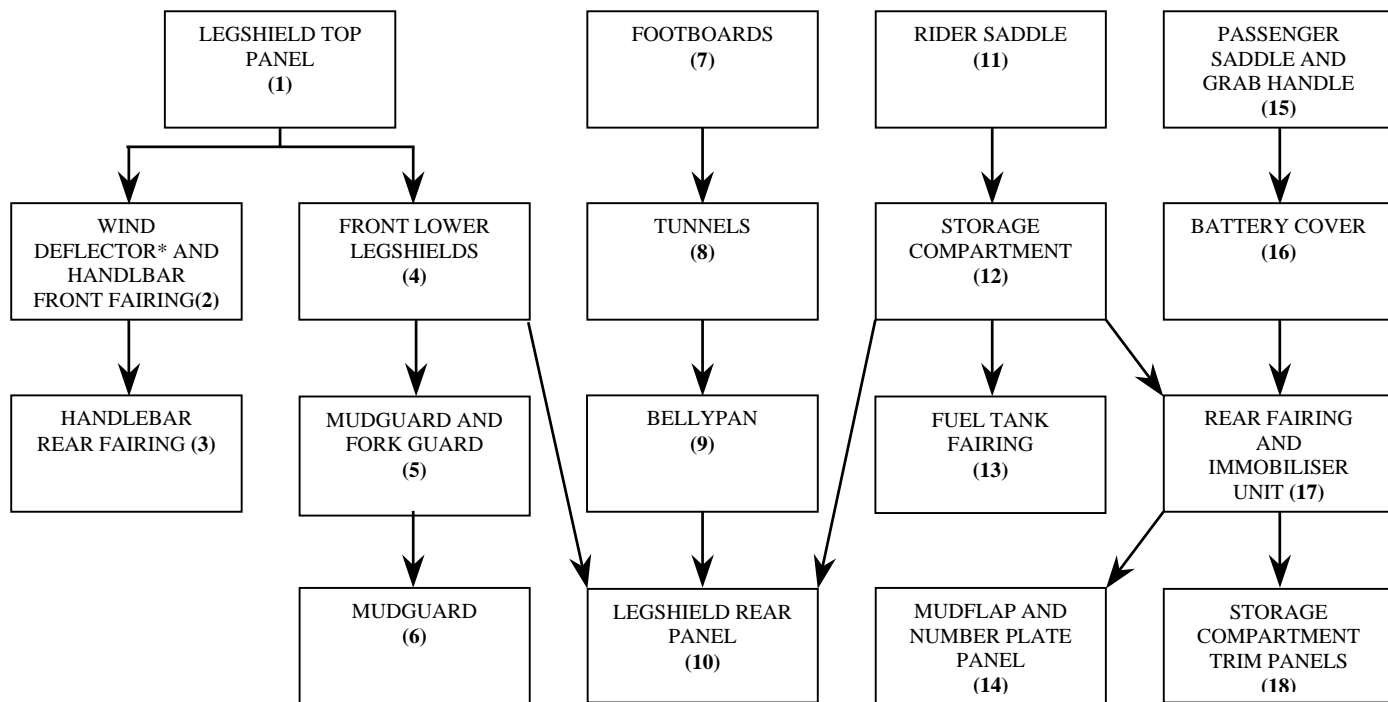 LEGSHIELD TOP
PANEL
(1)
FOOTBOARDS
(7)
RIDER SADDLE
(11)
PASSENGER
SADDLE AND
GRAB HANDLE
(15)
WIND
DEFLECTOR* AND
HANDLBAR
FRONT FAIRING(2)
FRONT LOWER
LEGSHIELDS
(4)
TUNNELS
(8)
STORAGE
COMPARTMENT
(12)
BATTERY COVER
(16)
HANDLEBAR
REAR FAIRING (3)
MUDGUARD AND
FORK GUARD
(5)
BELLYPAN
(9)
FUEL TANK
FAIRING
(13)
REAR FAIRING
AND
IMMOBILISER
UNIT (17)
MUDGUARD
(6)
LEGSHIELD REAR
PANEL
(10)
MUDFLAP AND
NUMBER PLATE
PANEL
(14)
STORAGE
COMPARTMENT
TRIM PANELS
(18)